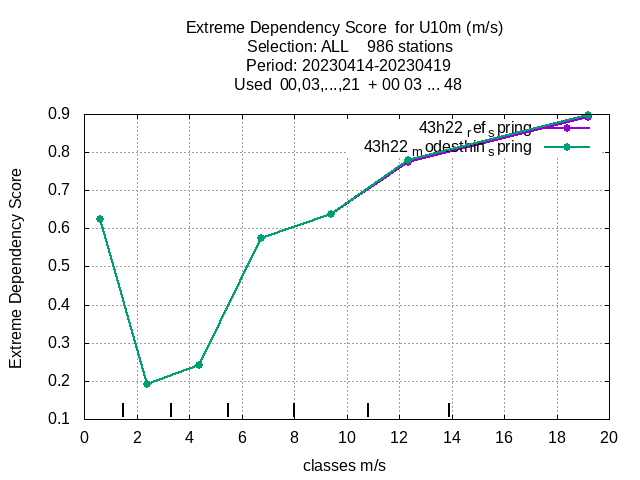 Extreme Dependency Score  for U10m (m/s)
Selection: ALL    986 stations
Period: 20230414-20230419
Used  00,03,...,21  + 00 03 ... 48
Extreme Dependency Score
0.9
0.8
0.7
0.6
0.5
0.4
0.3
0.2
0.1
43h22_ref_spring
43h22_modesthin_spring
0 2 4 6 8 10 12 14 16 18 20
classes m/s